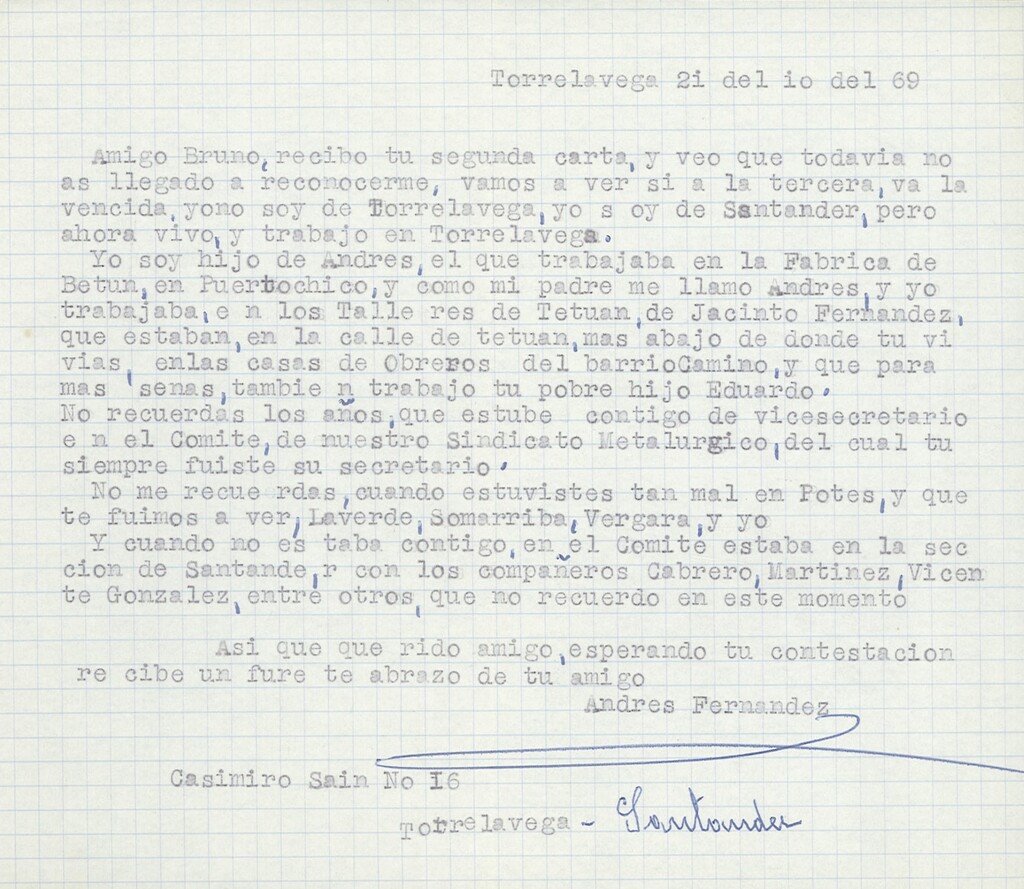 Torrelavega 2i del io del 69
Amigo Bruno, recibo tu segunda carta, y veo que todavia no
as llegado a reconocerme, vamos a ver si a la tercera, va la
vencida, yono soy de Torrelavega, yo s oy de Santander, pero
ahora vivo, y trabajo en Torrelavega.
Yo soy hijo de Andres, el que trabajaba en la Fabrica de
Betun, en Puertochico, y como mi padre me llamo Andres, y yo
trabajaba, e n los Talle res de Tetuan, de Jacinto Fernandez,
que estaban, en la calle de tetuan, mas abajo de donde tu vi
vias, enlas casas de Obreros del barrioCamino, y que para
mas senas, tambie n trabajo tu pobre hijo Eduardo.
No recuerdas los años, que estube contigo de vicesecretario
e n el Comite, de nuestro Sindicato Metalurgico, del cual tu
siempre fuiste su secretario.
No me recue rdas, cuando estuvistes tan mal en Potes, y que
te fuimos a ver, Laverde, Somarriba, Vergara, y yo
Y cuando no es taba contigo, en el Comite estaba en la sec
cion de Santande,r con los compañeros Cabrero, Martinez, Vicen
te Gonzalez, entre otros, que no recuerdo en este momento
Asi que que rido amigo, esperando tu contestacion
re cibe un fure te abrazo de tu amigo
Andres Fernandez
Casimiro Sain No I6
Torrelavega - Santander